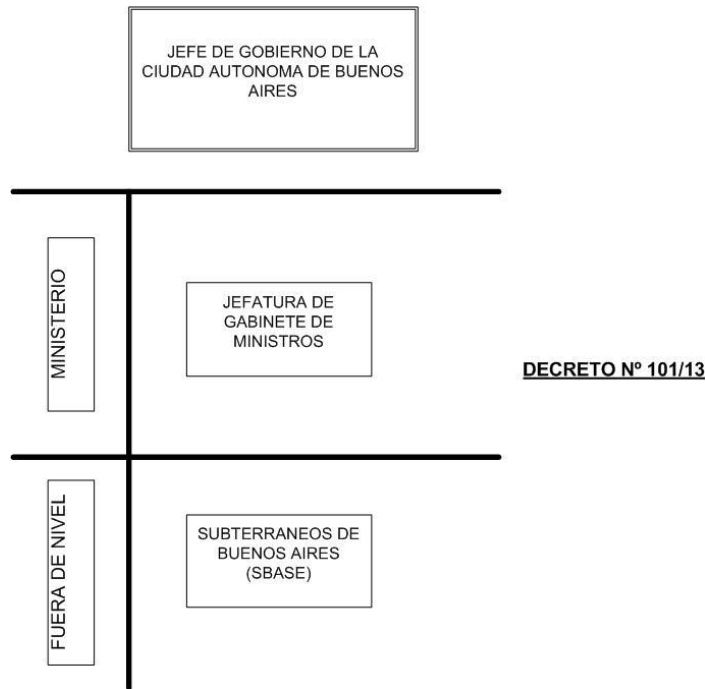 JEFE DE GOBIERNO DE LA
CIUDAD AUTONOMA DE BUENOS
AIRES
MINISTERIO
JEFATURA DE
GABINETE DE
MINISTROS
DECRETO Nº 101/13
FUERA DE NIVEL
SUBTERRANEOS DE
BUENOS AIRES
(SBASE)